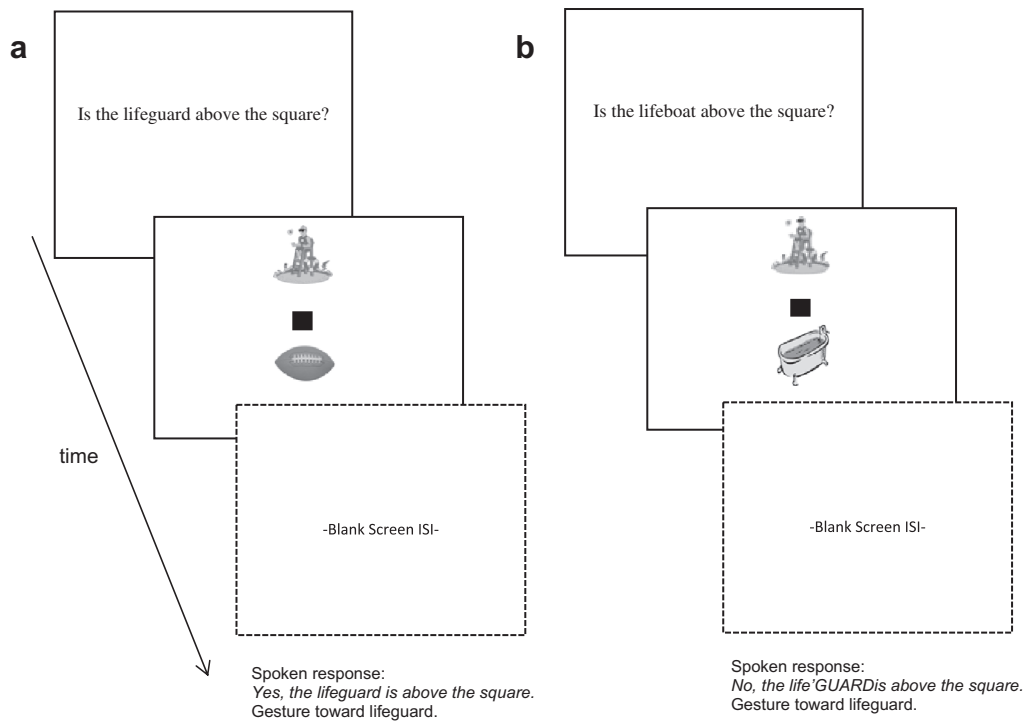 a
Is the lifeguard above the square?
time
-Blank Screen ISI-
Spoken response:
Yes, the lifeguard is above the square.
Gesture toward lifeguard.
b
Is the lifeboat above the square?
-Blank Screen ISI-
Spoken response:
No, the life'GUARDis above the square.
Gesture toward lifeguard.